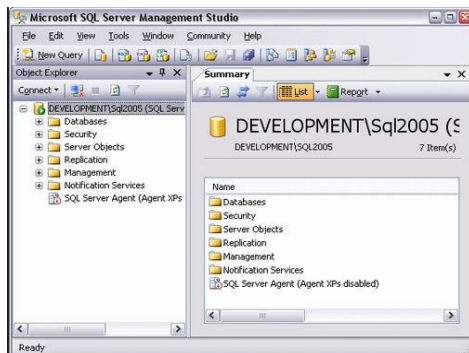 Microsoft SQL Server Management Studio
File Edit View Tools Window Community Help
New Query
Object Explorer
Connect
DEVELOPMENT\Sql2005 (SQL Serv
Databases
Security
Server Objects
Replication
Management
Notification Services
SQL Server Agent (Agent XPs
Summary
List Report
DEVELOPMENT\Sql2005 (S
DEVELOPMENT\SQL2005 7 Item(s)
Name
Databases
Security
Server Objects
Replication
Management
Notification Services
SQL Server Agent (Agent XPs disabled)
Ready